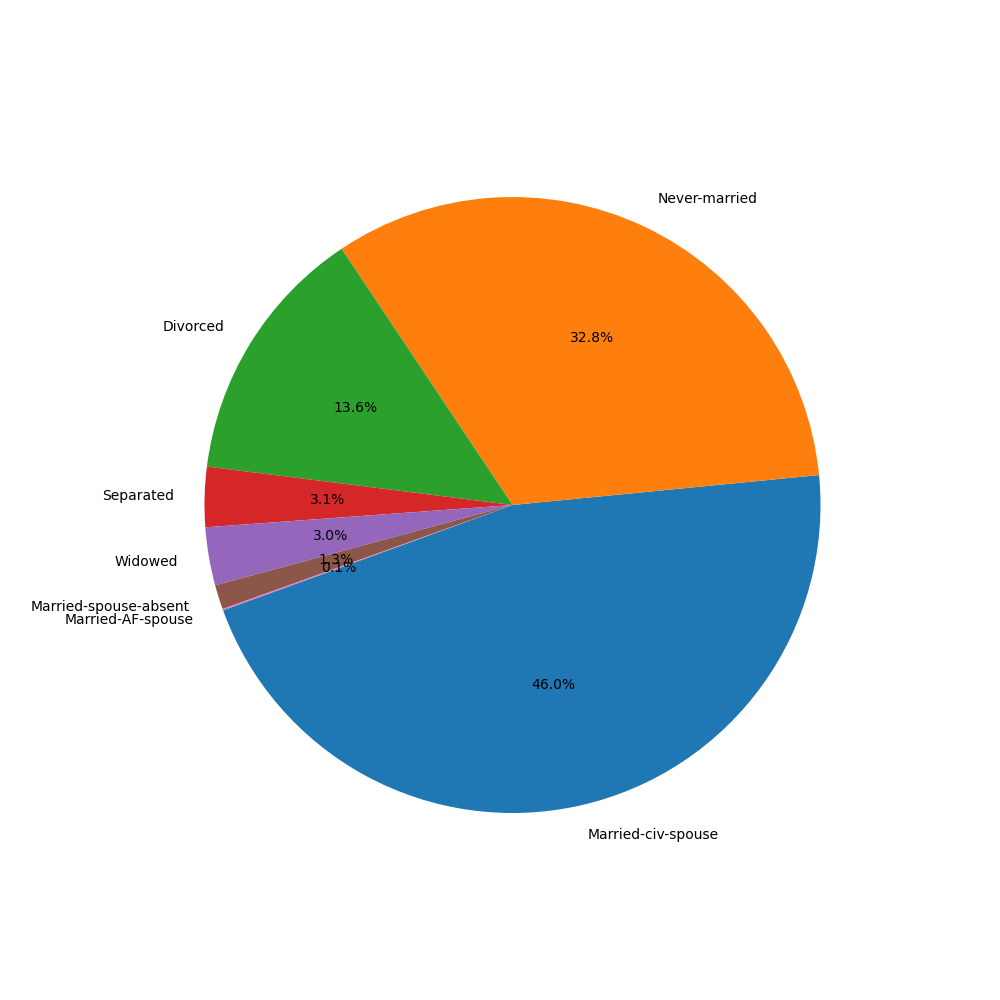 Never-married
32.8%
Divorced
13.6%
Separated
3.1%
Widowed
3.0%
Married-spouse-absent
1.3%
Married-AF-spouse
0.1%
46.0%
Married-civ-spouse